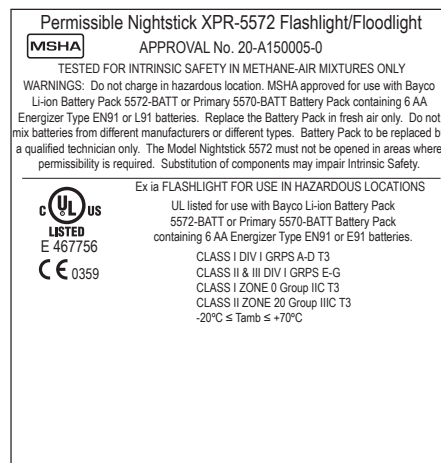 Permissible Nightstick XPR-5572 Flashlight/Floodlight
MSHA
APPROVAL No. 20-A150005-0
TESTED FOR INTRINSIC SAFETY IN METHANE-AIR MIXTURES ONLY
WARNINGS: Do not charge in hazardous location. MSHA approved for use with Bayco
Li-ion Battery Pack 5572-BATT or Primary 5570-BATT Battery Pack containing 6 AA
Energizer Type EN91 or L91 batteries. Replace the Battery Pack in fresh air only. Do not
mix batteries from different manufacturers or different types. Battery Pack to be replaced b
a qualified technician only. The Model Nightstick 5572 must not be opened in areas where
permissibility is required. Substitution of components may impair Intrinsic Safety.
Ex ia FLASHLIGHT FOR USE IN HAZARDOUS LOCATIONS
UL listed for use with Bayco Li-ion Battery Pack
5572-BATT or Primary 5570-BATT Battery Pack
containing 6 AA Energizer Type EN91 or E91 batteries.
C UL US
LISTED
E 467756
CE 0359
CLASS I DIV I GRPS A-D T3
CLASS II & III DIV I GRPS E-G
CLASS I ZONE 0 Group IIC T3
CLASS II ZONE 20 Group IIIC T3
-20ºC ≤ Tamb ≤ +70ºC